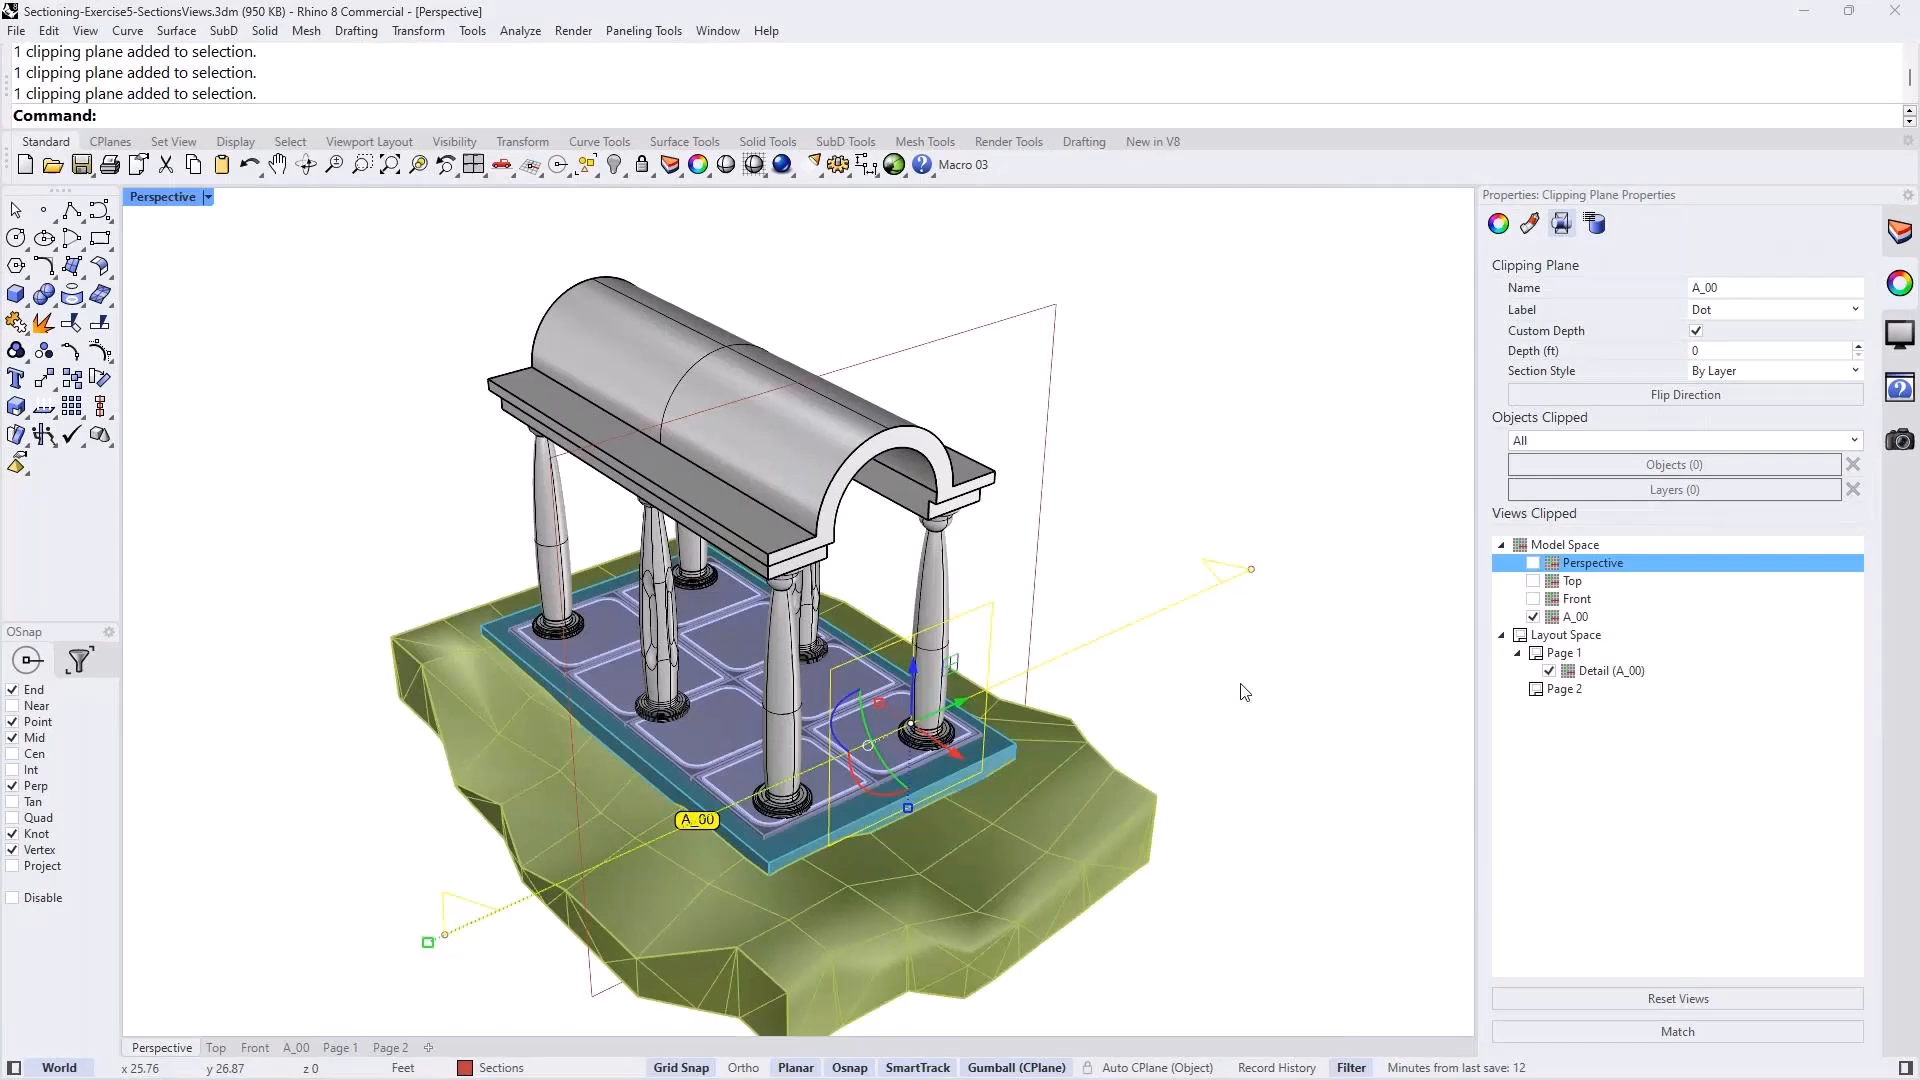 Sectioning-Exercise5-SectionsViews.3dm (950 KB) - Rhino 8 Commercial - [Perspective]
File Edit View Curve Surface SubD Solid Mesh Drafting Transform Tools Analyze Render Paneling Tools Window Help
1 clipping plane added to selection.
1 clipping plane added to selection.
1 clipping plane added to selection.
Command:
Standard CPlanes Set View Display Select Viewport Layout Visibility Transform Curve Tools Surface Tools Solid Tools SubD Tools Mesh Tools Render Tools Drafting New in V8
Macro 03
Perspective
A_00
OSnap
End
Near
Point
Mid
Cen
Int
Perp
Tan
Quad
Knot
Vertex
Project
Disable
Properties: Clipping Plane Properties
Clipping Plane
Name A_00
Label Dot
Custom Depth
Depth (ft) 0
Section Style By Layer
Flip Direction
Objects Clipped
All
Objects (0)
Layers (0)
Views Clipped
Model Space
Perspective
Top
Front
A_00
Layout Space
Page 1
Detail (A_00)
Page 2
Reset Views
Match
Perspective Top Front A_00 Page 1 Page 2
World x 25.76 y 26.87 z 0 Feet Sections Grid Snap Ortho Planar Osnap SmartTrack Gumball (CPlane) Auto CPlane (Object) Record History Filter Minutes from last save: 12